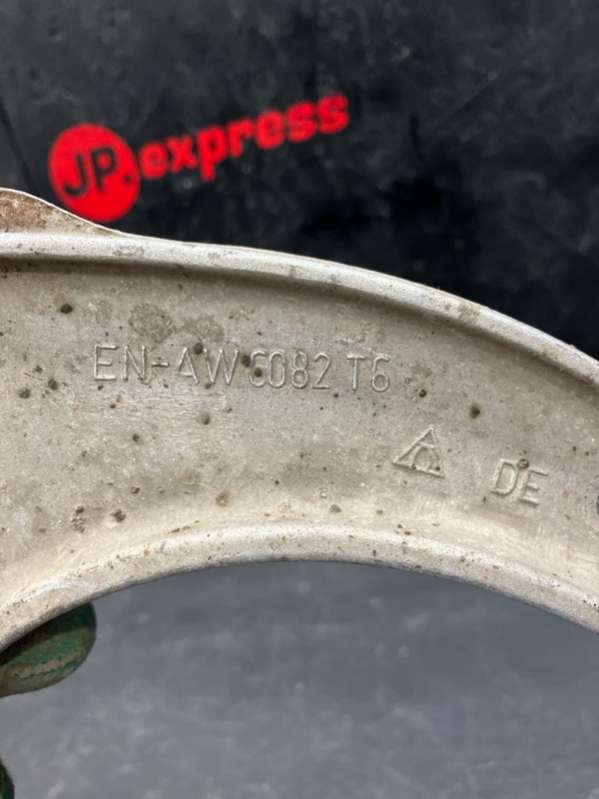 JP.express
EN-AW 6082 T6
DE